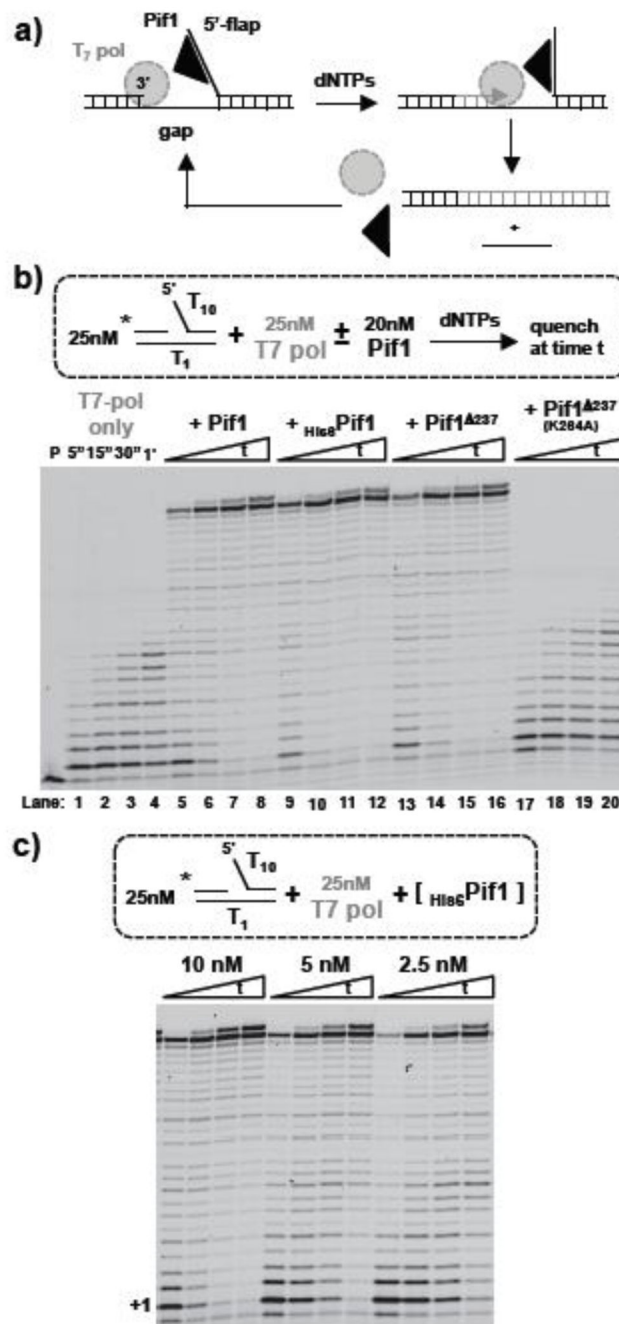 a)
Pif1
5'-flap
T7 pol
3'
dNTPs
gap
+
b)
5'
T10
25nM * + 25nM T7 pol ± 20nM Pif1 dNTPs quench at time t
T1
T7-pol only
+ Pif1
+ His6Pif1
+ Pif1Δ237
+ Pif1Δ237 (K264A)
P 5" 15" 30" 1'
t t t t
Lane: 1 2 3 4 5 6 7 8 9 10 11 12 13 14 15 16 17 18 19 20
c)
5'
T10
25nM * + 25nM T7 pol + [ His6Pif1 ]
T1
10 nM 5 nM 2.5 nM
t t t
+1